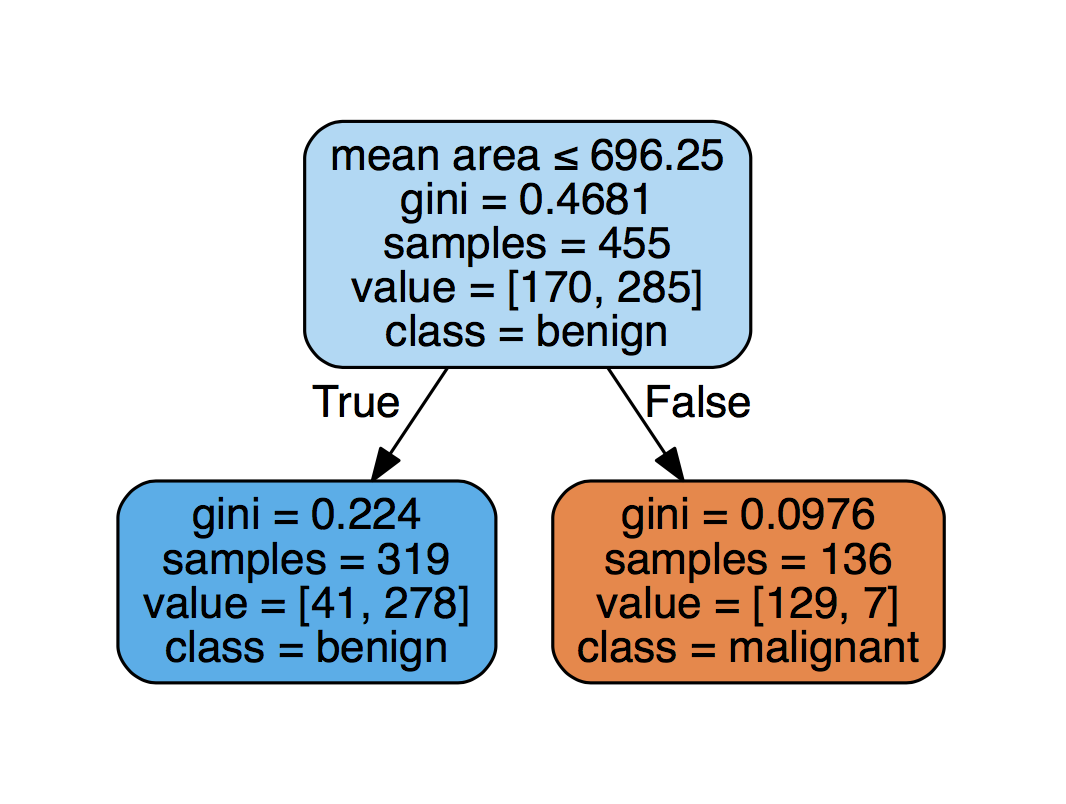 mean area ≤ 696.25
gini = 0.4681
samples = 455
value = [170, 285]
class = benign
True
False
gini = 0.224
samples = 319
value = [41, 278]
class = benign
gini = 0.0976
samples = 136
value = [129, 7]
class = malignant